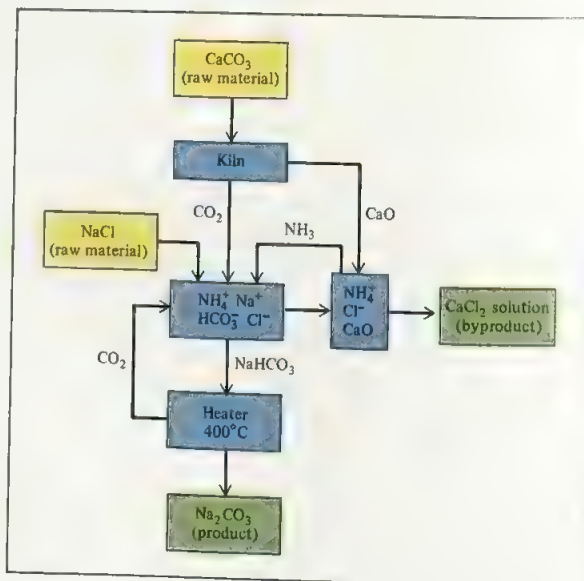 CaCO₃
(raw material)
Kiln
CO₂
CaO
NaCl
(raw material)
NH₃
NH₄⁺ Na⁺
HCO₃⁻ Cl⁻
NH₄⁺
Cl⁻
CaO
CaCl₂ solution
(byproduct)
CO₂
NaHCO₃
Heater
400°C
Na₂CO₃
(product)